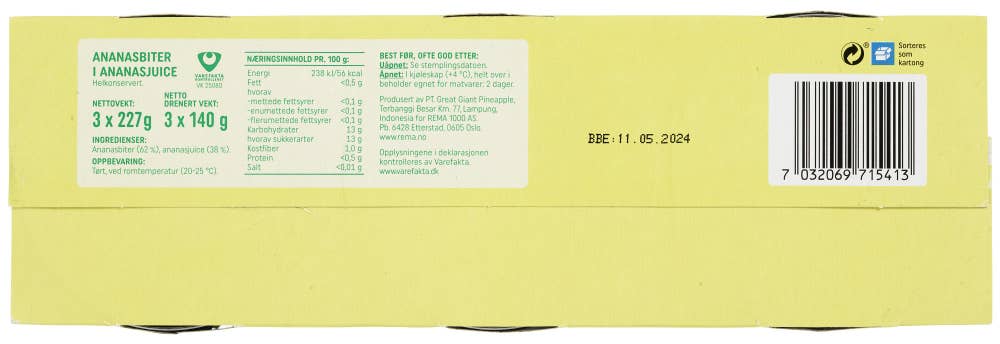 ANANASBITER
I ANANASJUICE
Helkonservert.
VAREFAKTA
KONTROLLERET
VK 25080
NETTOVEKT:
3 x 227g
NETTO
DRENERT VEKT:
3 x 140 g
INGREDIENSER:
Ananasbiter (62 %), ananasjuice (38 %).
OPPBEVARING:
Tørt, ved romtemperatur (20-25 °C).
NÆRINGSINNHOLD PR. 100 g:
Energi 238 kJ/56 kcal
Fett <0,5 g
hvorav
-mettede fettsyrer <0,1 g
-enumettede fettsyrer <0,1 g
-flerumettede fettsyrer <0,1 g
Karbohydrater 13 g
hvorav sukkerarter 13 g
Kostfiber 1,0 g
Protein <0,5 g
Salt <0,01 g
BEST FØR, OFTE GOD ETTER:
Uåpnet: Se stemplingsdatoen.
Åpnet: I kjøleskap (+4 °C), helt over i
beholder egnet for matvarer: 2 dager.
Produsert av PT. Great Giant Pineapple,
Terbanggi Besar Km. 77, Lampung,
Indonesia for REMA 1000 AS.
Pb. 6428 Etterstad, 0605 Oslo.
www.rema.no
Opplysningene i deklarasjonen
kontrolleres av Varefakta.
www.varefakta.dk
BBE:11.05.2024
Sorteres
som
kartong
7 032069 715413